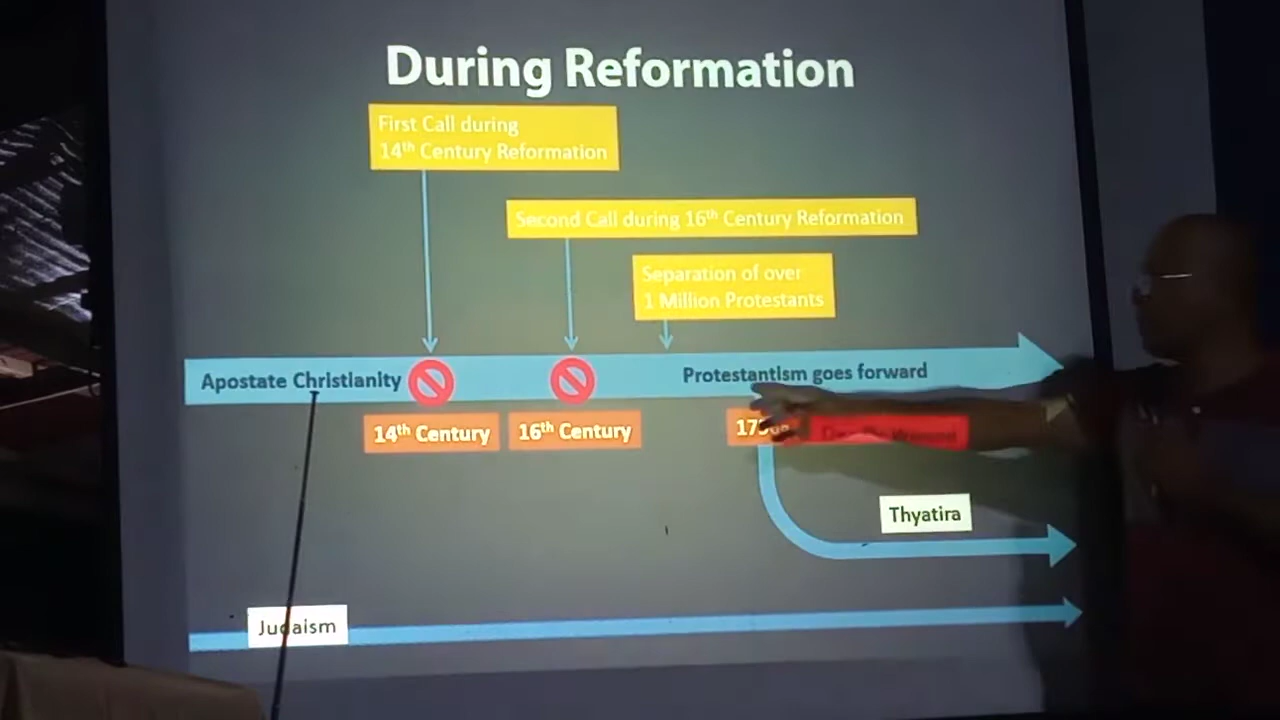 During Reformation
First Call during
14th Century Reformation
Second Call during 16th Century Reformation
Separation of over
1 Million Protestants
Apostate Christianity
Protestantism goes forward
14th Century
16th Century
Thyatira
Judaism